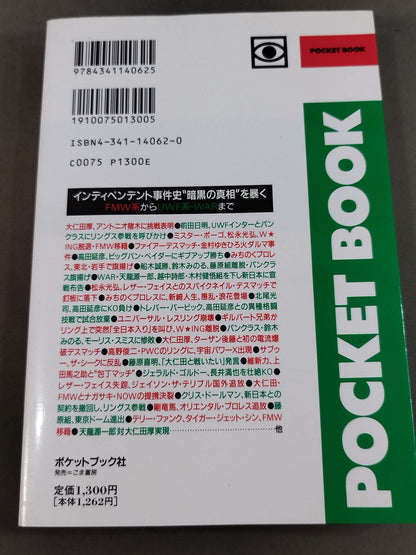 POCKET BOOK
9784341140625
1910075013005
ISBN4-341-14062-0
C0075 P1300E
インディペンデント事件史"暗黒の真相"を暴く
FMW系からUWF系・WARまで
大仁田厚、アントニオ猪木に挑戦表明●前田日明、UWFインターとパン
クラスにリングス参戦を呼びかけ●ミスター・ポーゴ、松永光弘、W★
ING脱退・FMW移籍●ファイアーデスマッチ・金村ゆきひろ火ダルマ事
件●高田延彦、ビッグバン・ベイダーにギブアップ勝ち●みちのくプロレ
ス、東北・岩手で旗揚げ●船木誠勝、鈴木みのる、藤原組離脱・パンクラ
ス旗揚げ●WAR・天龍源一郎、越中詩郎・木村健悟を下し新日本に宣
戦布告●松永光弘、レザー・フェイスとのスパイクネイル・デスマッチで
釘板に落下●みちのくプロレスに、新崎人生、愚乱・浪花登場●北尾光
司、高田延彦にKO負け●トレバー・バービック、高田延彦との異種格闘
技戦で試合放棄●ユニバーサル・レスリング崩壊●ギルバート兄弟が
リング上で突然「全日本入り」を叫び、W★ING離脱●パンクラス、鈴木
みのる、モーリス・スミスに惨敗●大仁田厚、ターザン後藤と初の電流爆
破デスマッチ●高野俊二・PWCのリングに、宇宙パワーX出現●サブゥ
ー、ザ・シークに反乱●藤原喜明、「大仁田と戦いたい」発言●維新力、上
田馬之助と"包丁マッチ"●ジェラルド・ゴルドー、長井満也を壮絶KO●
レザー・フェイス失踪、ジェイソン・ザ・テリブル国外追放●大仁田・
FMWとナガサキ・NOWの提携決裂●クリス・ドールマン、新日本との
契約を撤回し、リングス参戦●剛竜馬、オリエンタル・プロレス追放●藤
原組、東京ドーム進出●テリー・ファンク、タイガー・ジェット・シン、FMW
移籍●天龍源一郎対大仁田厚実現……………他
ポケットブック社
発売=ごま書房
定価1,300円
[本体1,262円]
POCKET BOOK